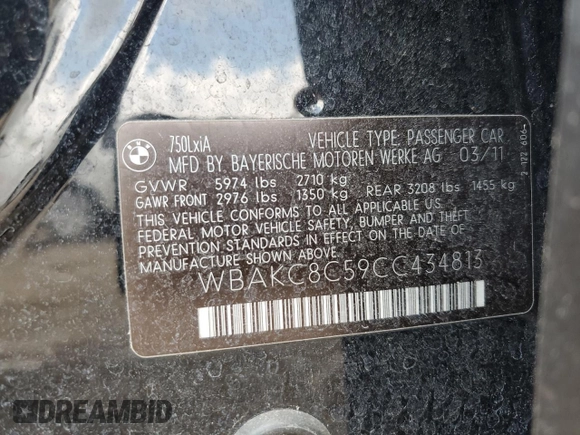 BMW
750LxiA
VEHICLE TYPE: PASSENGER CAR
MFD BY. BAYERISCHE MOTOREN WERKE AG 03/11
GVWR 5974 lbs 2710 kg
GAWR FRONT 2976 lbs 1350 kg REAR 3208 lbs 1455 kg
THIS VEHICLE CONFORMS TO ALL APPLICABLE
FEDERAL MOTOR VEHICLE SAFETY, BUMPER AND THEFT
PREVENTION STANDARDS IN EFFECT ON THE DATE OF
MANUFACTURE SHOWN ABOVE.
WBAKC8C59CC434813
DREAMBID